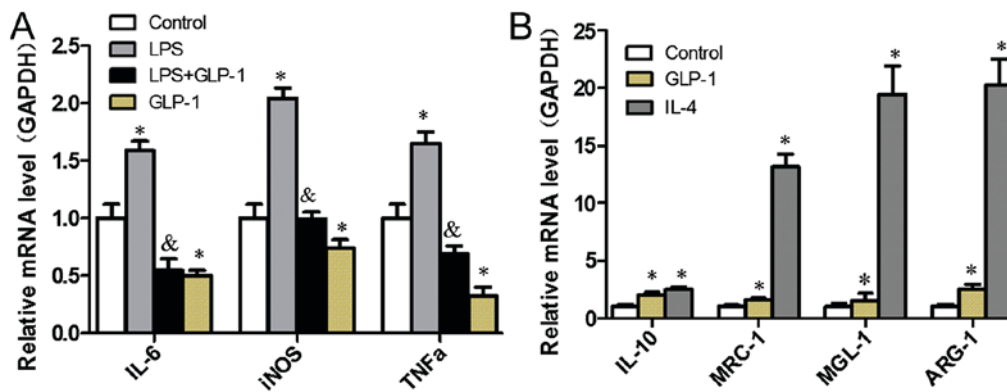 A
Control
LPS
LPS+GLP-1
GLP-1
Relative mRNA level (GAPDH)
2.5
2.0
1.5
1.0
0.5
0.0
* & *
* & *
* & *
IL-6 iNOS TNFa
B
Control
GLP-1
IL-4
Relative mRNA level (GAPDH)
25
20
15
10
5
0
* *
* *
* *
* *
IL-10 MRC-1 MGL-1 ARG-1